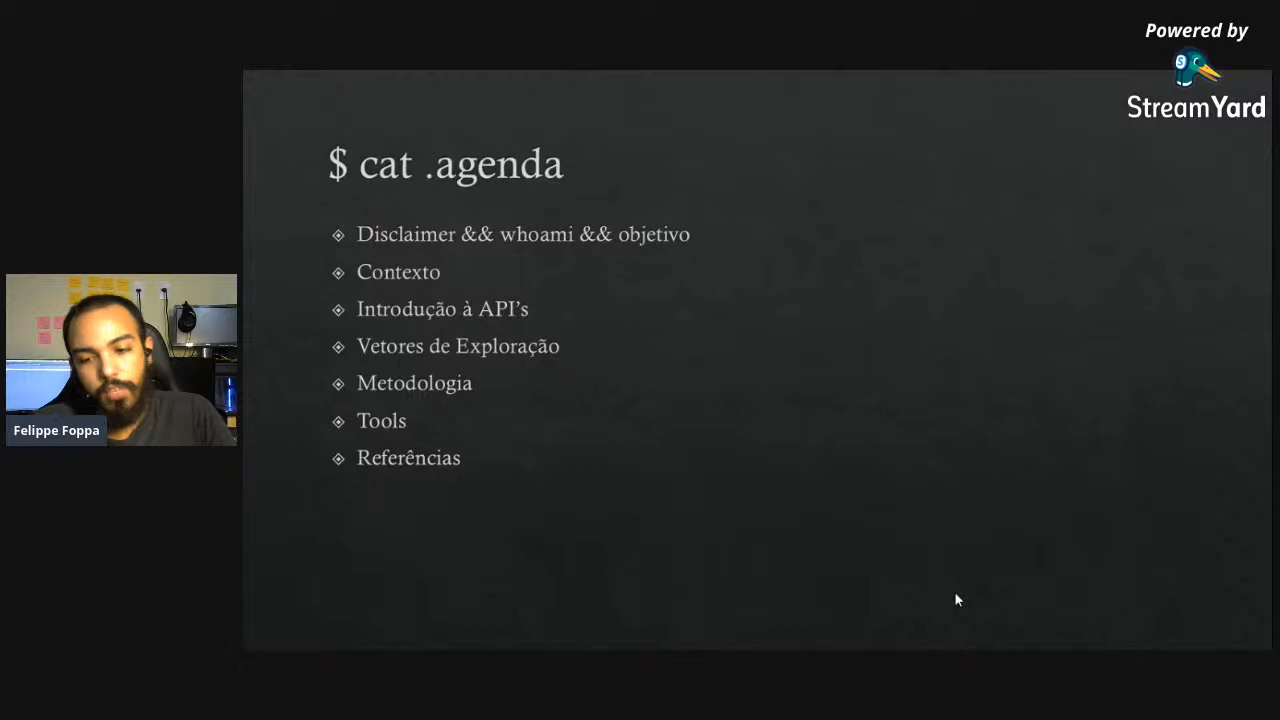 Powered by
StreamYard
$ cat .agenda
Disclaimer && whoami && objetivo
Contexto
Introdução à API’s
Vetores de Exploração
Metodologia
Tools
Referências
Felippe Foppa